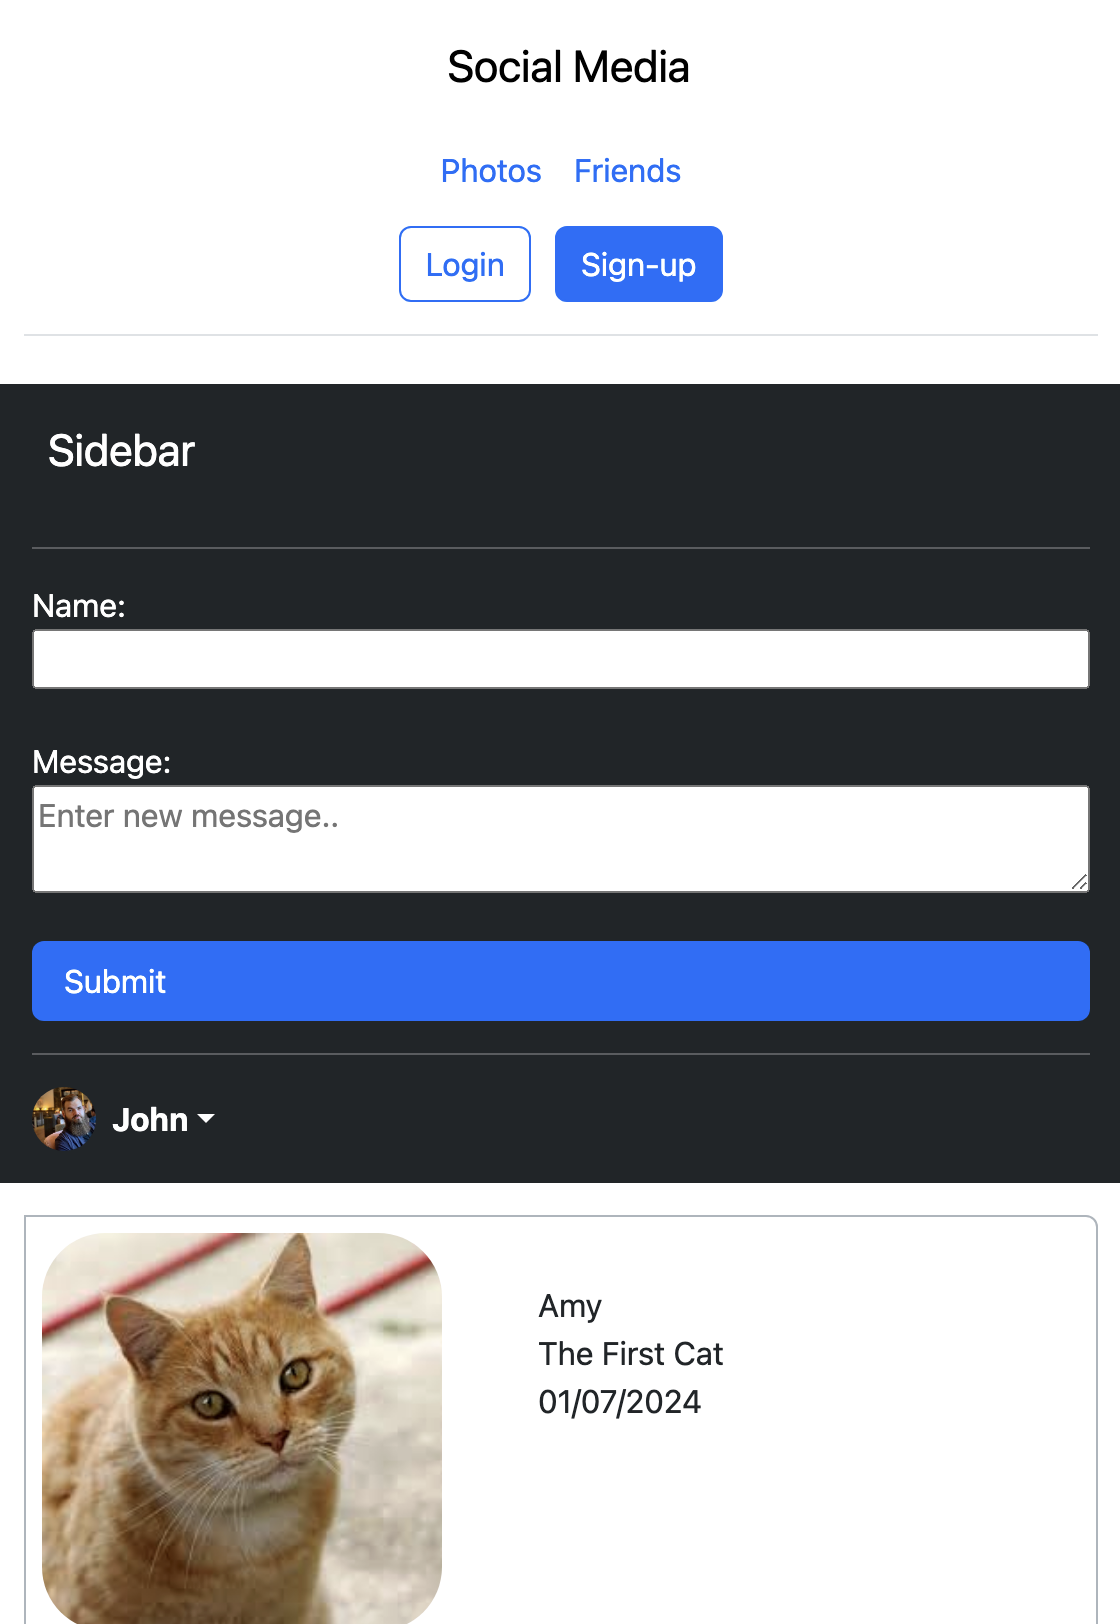 Social Media
Photos Friends
Login Sign-up
Sidebar
Name:
Message:
Enter new message..
Submit
John
Amy
The First Cat
01/07/2024